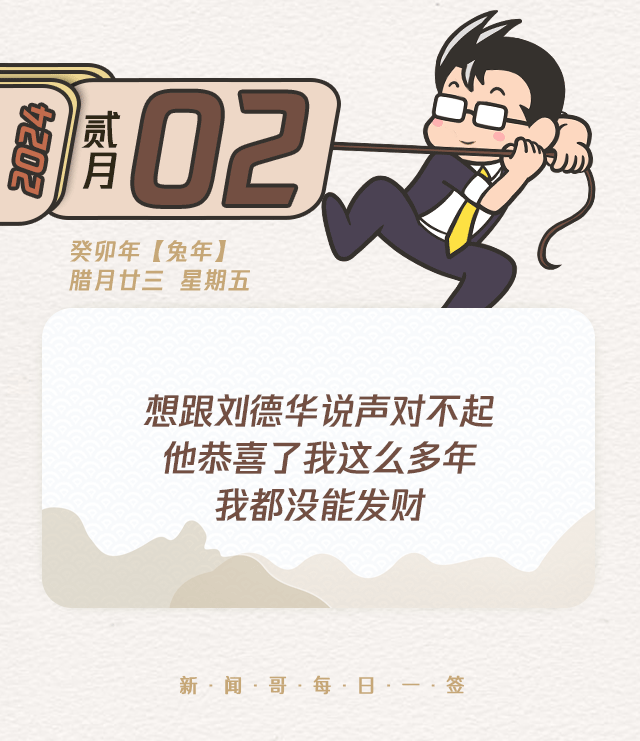 2024
贰月
02
癸卯年【兔年】
腊月廿三 星期五
想跟刘德华说声对不起
他恭喜了我这么多年
我都没能发财
新·闻·哥·每·日·一·签